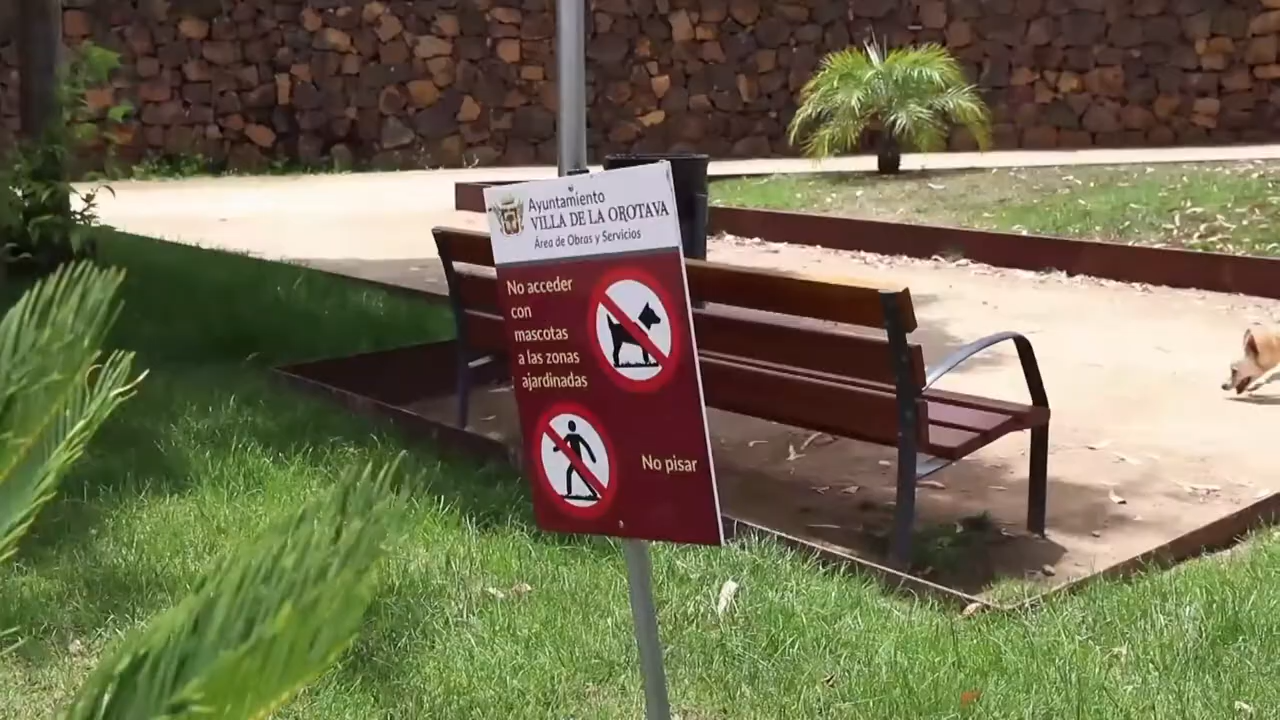 Ayuntamiento
VILLA DE LA OROTAVA
Área de Obras y Servicios
No acceder
con
mascotas
a las zonas
ajardinadas
No pisar